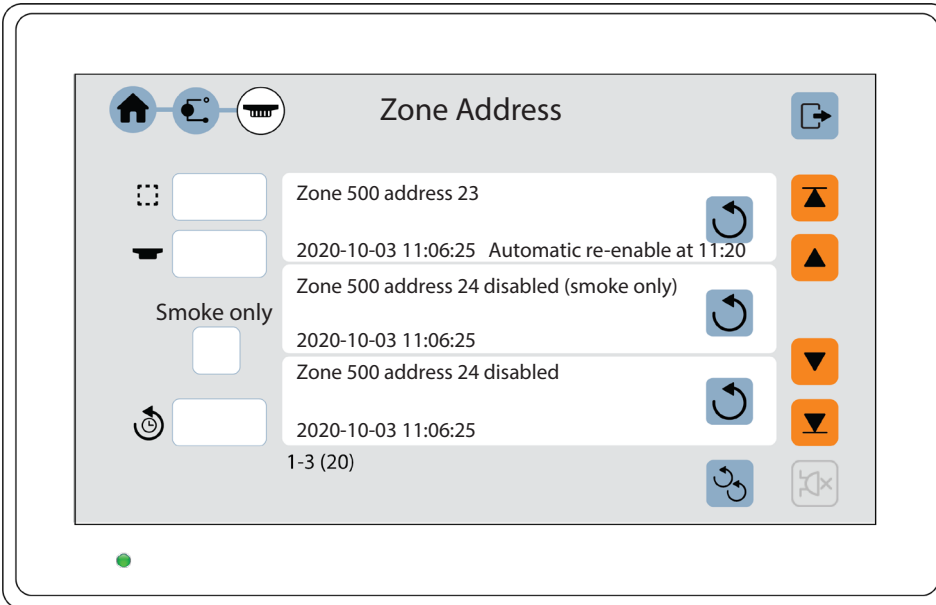 Zone Address
Zone 500 address 23
2020-10-03 11:06:25 Automatic re-enable at 11:20
Zone 500 address 24 disabled (smoke only)
2020-10-03 11:06:25
Smoke only
Zone 500 address 24 disabled
2020-10-03 11:06:25
1-3 (20)